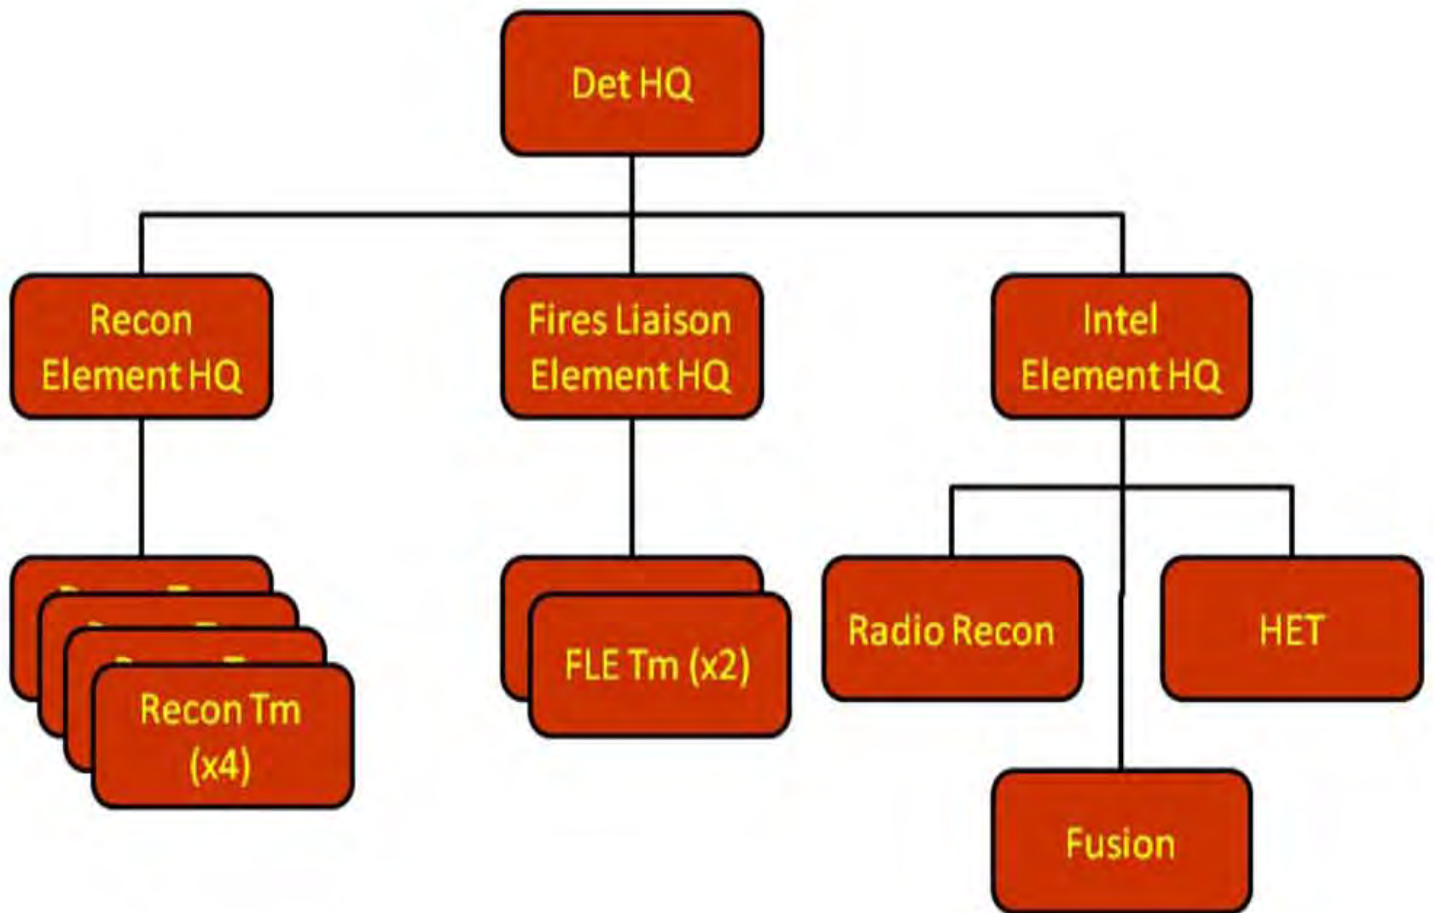 Det HQ
Recon
Element HQ
Fires Liaison
Element HQ
Intel
Element HQ
Recon Tm
(x4)
FLE Tm (x2)
Radio Recon
HET
Fusion